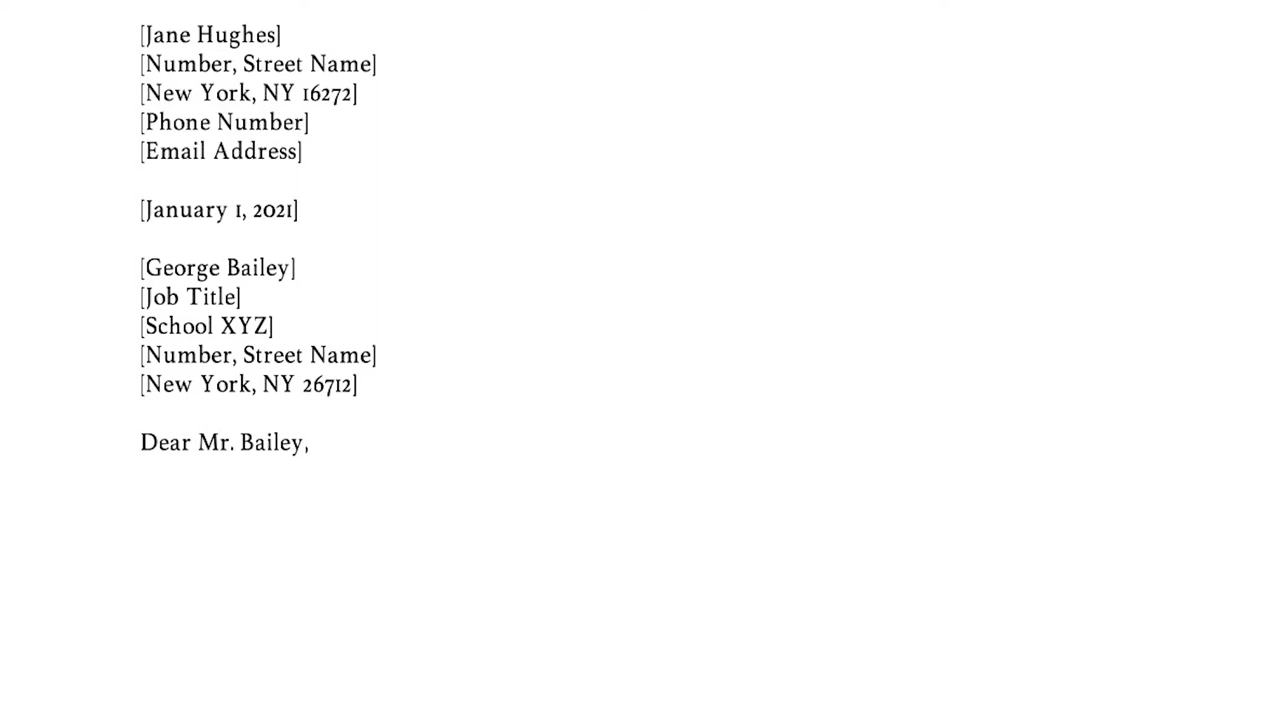 [Jane Hughes]
[Number, Street Name]
[New York, NY 16272]
[Phone Number]
[Email Address]
[January 1, 2021]
[George Bailey]
[Job Title]
[School XYZ]
[Number, Street Name]
[New York, NY 26712]
Dear Mr. Bailey,